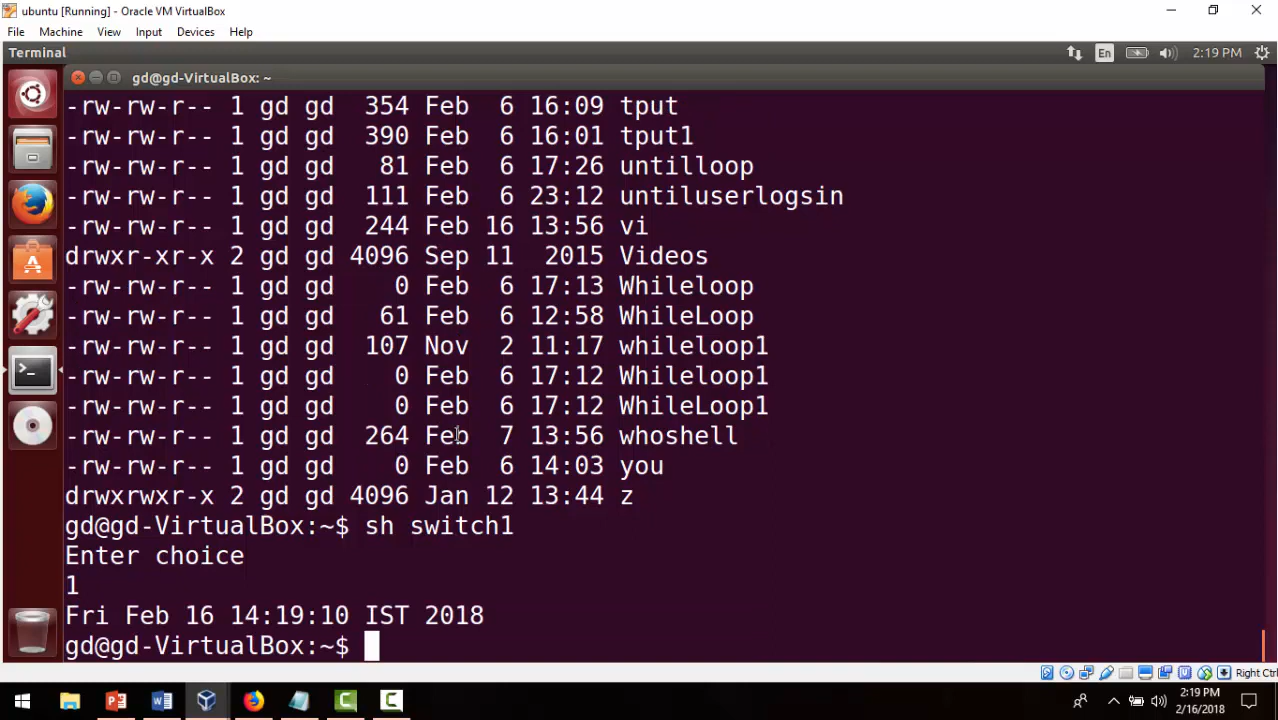 ubuntu [Running] - Oracle VM VirtualBox
File Machine View Input Devices Help
Terminal En 2:19 PM
gd@gd-VirtualBox: ~
-rw-rw-r-- 1 gd gd 354 Feb 6 16:09 tput
-rw-rw-r-- 1 gd gd 390 Feb 6 16:01 tput1
-rw-rw-r-- 1 gd gd 81 Feb 6 17:26 untilloop
-rw-rw-r-- 1 gd gd 111 Feb 6 23:12 untiluserlogsin
-rw-rw-r-- 1 gd gd 244 Feb 16 13:56 vi
drwxr-xr-x 2 gd gd 4096 Sep 11 2015 Videos
-rw-rw-r-- 1 gd gd 0 Feb 6 17:13 Whileloop
-rw-rw-r-- 1 gd gd 61 Feb 6 12:58 WhileLoop
-rw-rw-r-- 1 gd gd 107 Nov 2 11:17 whileloop1
-rw-rw-r-- 1 gd gd 0 Feb 6 17:12 Whileloop1
-rw-rw-r-- 1 gd gd 0 Feb 6 17:12 WhileLoop1
-rw-rw-r-- 1 gd gd 264 Feb 7 13:56 whoshell
-rw-rw-r-- 1 gd gd 0 Feb 6 14:03 you
drwxrwxr-x 2 gd gd 4096 Jan 12 13:44 z
gd@gd-VirtualBox:~$ sh switch1
Enter choice
1
Fri Feb 16 14:19:10 IST 2018
gd@gd-VirtualBox:~$
Right Ctrl
2:19 PM
2/16/2018